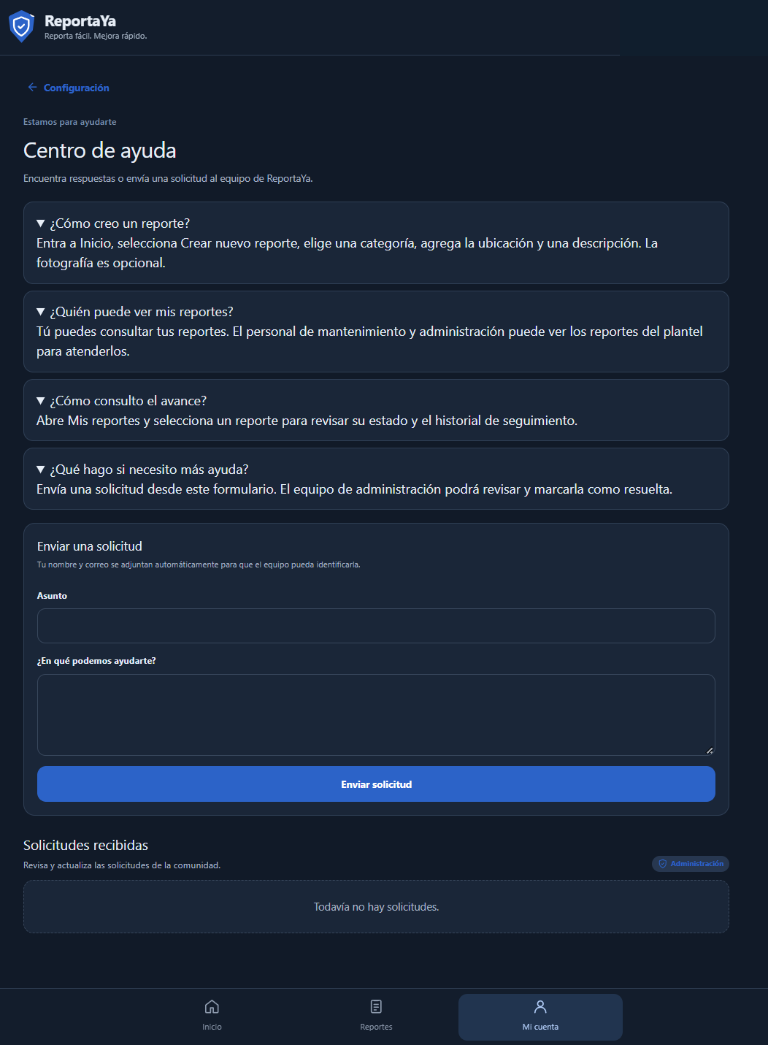 ReportaYa
Reporta fácil. Mejora rápido.
Configuración
Estamos para ayudarte
Centro de ayuda
Encuentra respuestas o envía una solicitud al equipo de ReportaYa.
¿Cómo creo un reporte?
Entra a Inicio, selecciona Crear nuevo reporte, elige una categoría, agrega la ubicación y una descripción. La
fotografía es opcional.
¿Quién puede ver mis reportes?
Tú puedes consultar tus reportes. El personal de mantenimiento y administración puede ver los reportes del plantel
para atenderlos.
¿Cómo consulto el avance?
Abre Mis reportes y selecciona un reporte para revisar su estado y el historial de seguimiento.
¿Qué hago si necesito más ayuda?
Envía una solicitud desde este formulario. El equipo de administración podrá revisar y marcarla como resuelta.
Enviar una solicitud
Tu nombre y correo se adjuntan automáticamente para que el equipo pueda identificarla.
Asunto
¿En qué podemos ayudarte?
Enviar solicitud
Solicitudes recibidas
Revisa y actualiza las solicitudes de la comunidad.
Administración
Todavía no hay solicitudes.
Inicio
Reportes
Mi cuenta